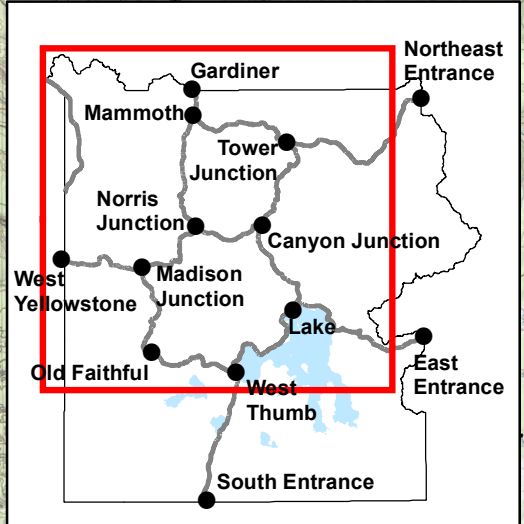 Gardiner
Northeast
Entrance
Mammoth
Tower
Junction
Norris
Junction
Canyon Junction
West
Yellowstone
Madison
Junction
Lake
Old Faithful
West
Thumb
East
Entrance
South Entrance